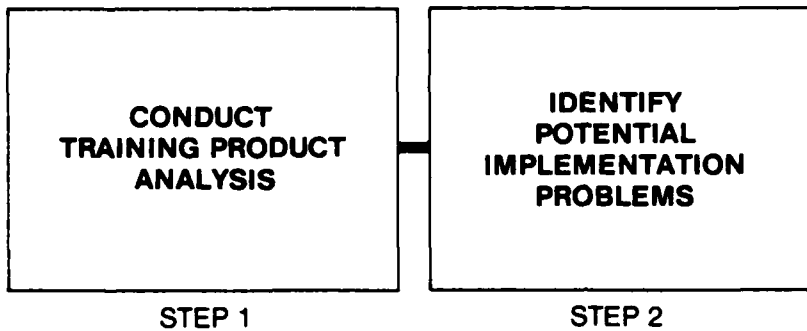 CONDUCT
TRAINING PRODUCT
ANALYSIS
STEP 1
IDENTIFY
POTENTIAL
IMPLEMENTATION
PROBLEMS
STEP 2